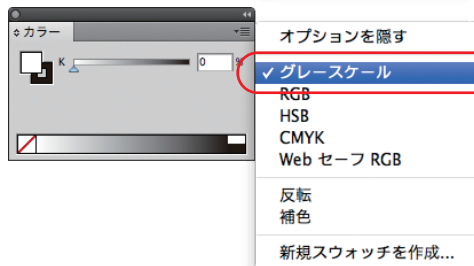 カラー
K 0 %
オプションを隠す
グレースケール
RGB
HSB
CMYK
Web セーフ RGB
反転
補色
新規スウォッチを作成...